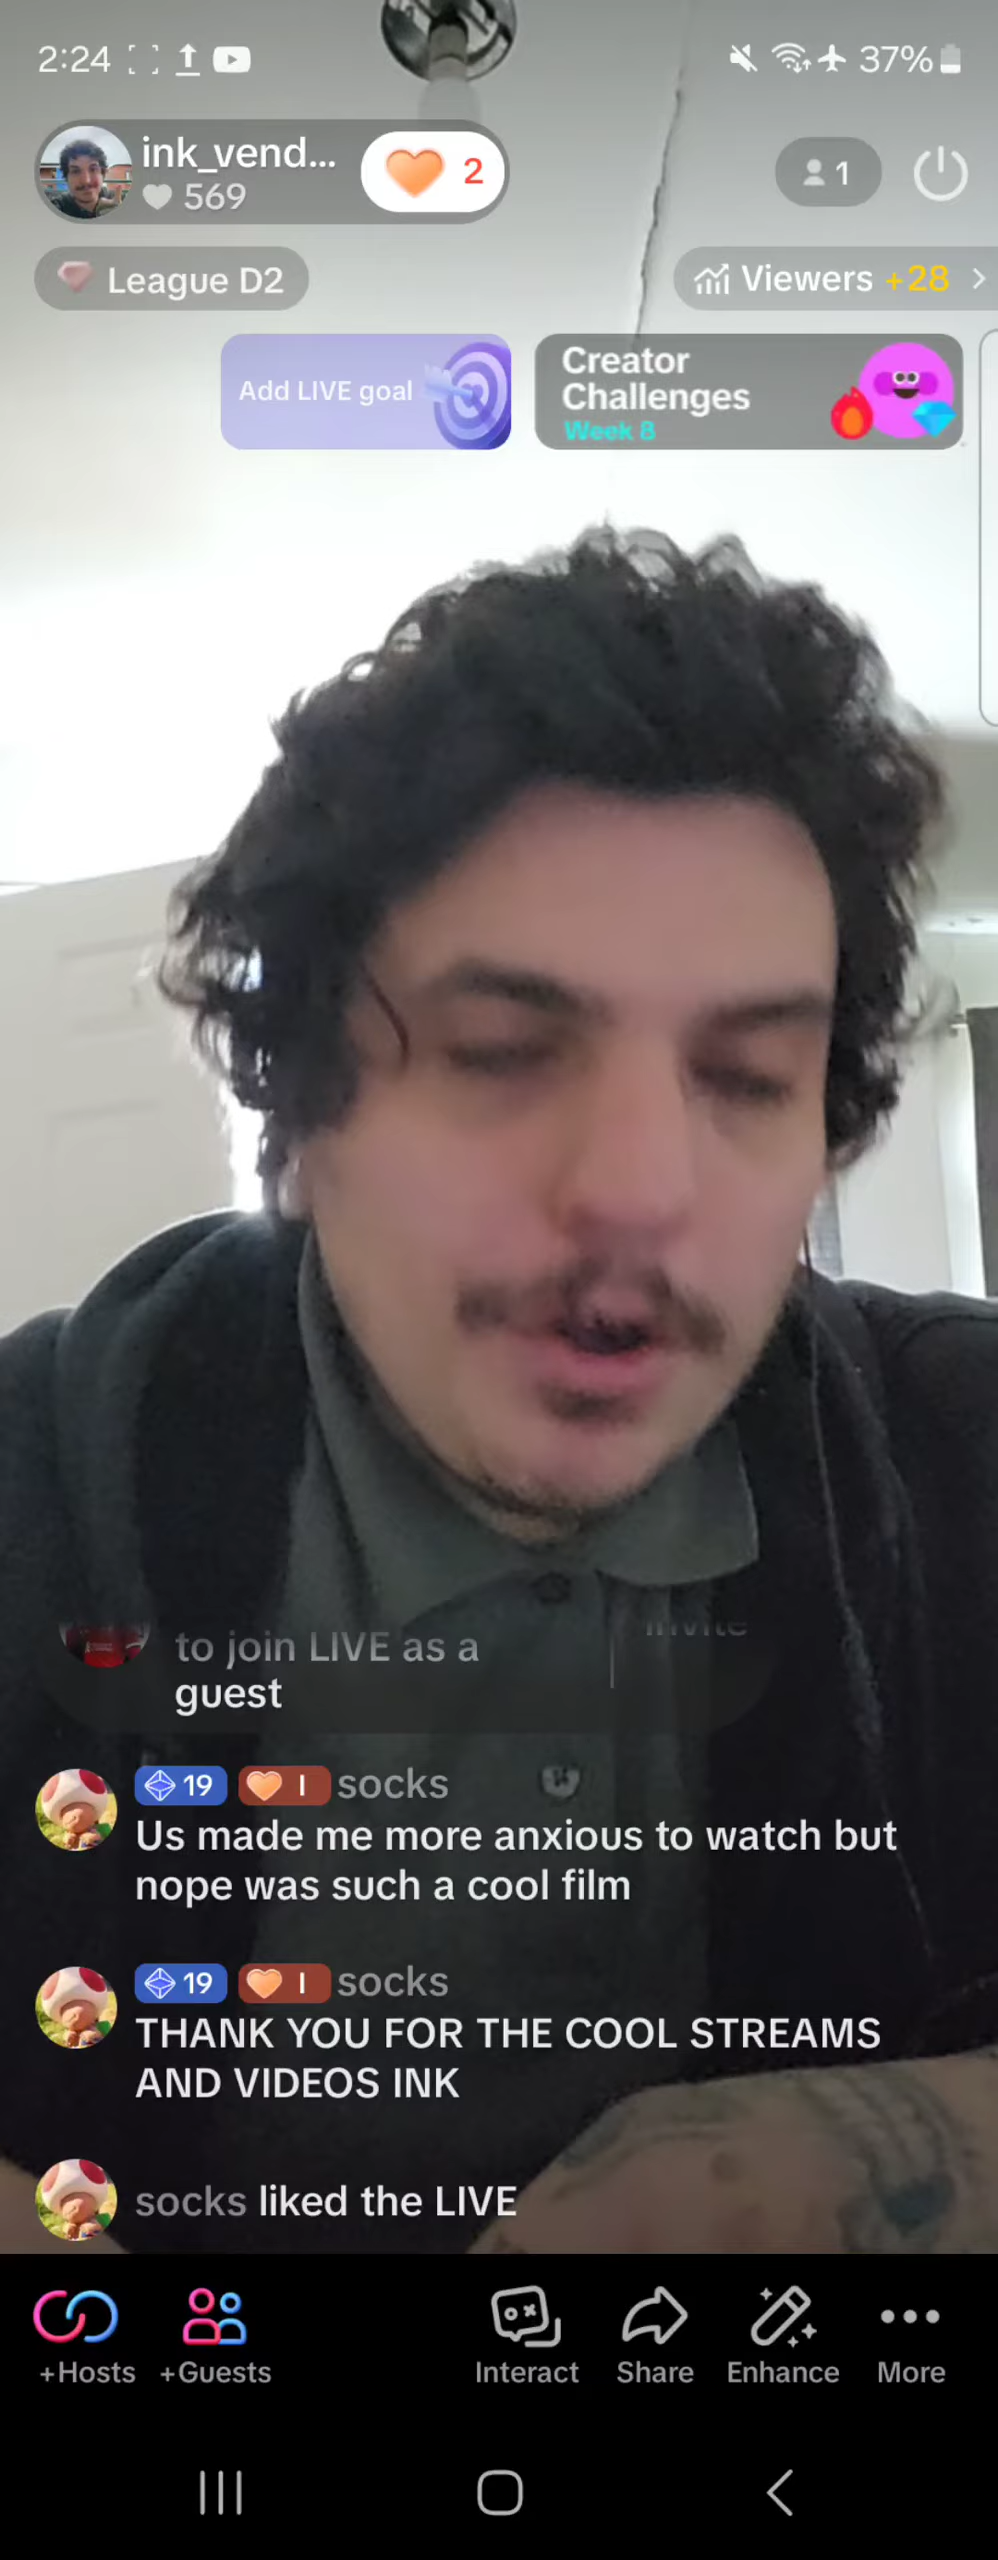 2:24
37%
ink_vend...
569
2
1
League D2
Viewers +28
Add LIVE goal
Creator
Challenges
Week 8
to join LIVE as a
Invite
guest
19 I socks
Us made me more anxious to watch but
nope was such a cool film
19 I socks
THANK YOU FOR THE COOL STREAMS
AND VIDEOS INK
socks liked the LIVE
+Hosts
+Guests
Interact
Share
Enhance
More